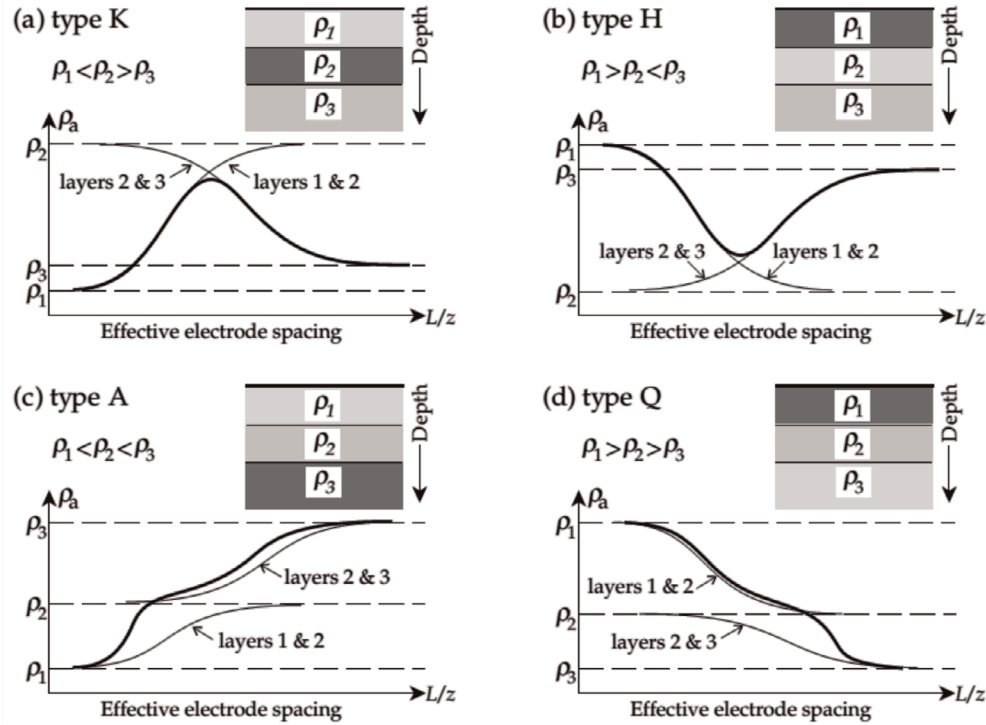 (a) type K
ρ1<ρ2>ρ3
ρ1
ρ2
ρ3
Depth
ρa
ρ2
layers 2 & 3
layers 1 & 2
ρ3
ρ1
L/z
Effective electrode spacing
(b) type H
ρ1>ρ2<ρ3
ρ1
ρ2
ρ3
Depth
ρa
ρ1
ρ3
layers 2 & 3
layers 1 & 2
ρ2
L/z
Effective electrode spacing
(c) type A
ρ1<ρ2<ρ3
ρ1
ρ2
ρ3
Depth
ρa
ρ3
layers 2 & 3
ρ2
layers 1 & 2
ρ1
L/z
Effective electrode spacing
(d) type Q
ρ1>ρ2>ρ3
ρ1
ρ2
ρ3
Depth
ρa
ρ1
layers 1 & 2
ρ2
layers 2 & 3
ρ3
L/z
Effective electrode spacing